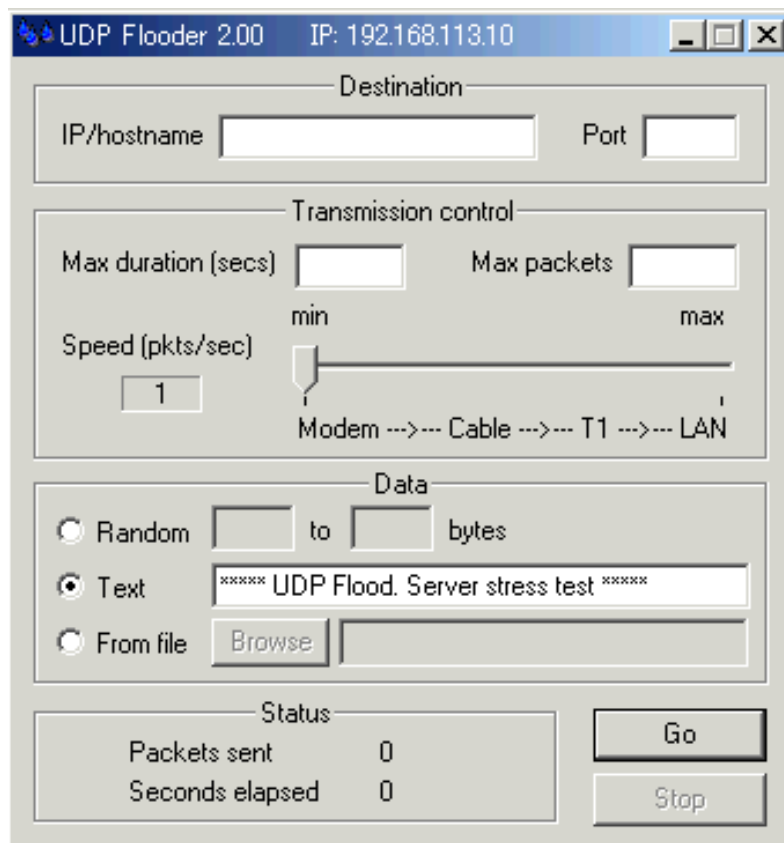 UDP Flooder 2.00 IP: 192.168.113.10
Destination
IP/hostname Port
Transmission control
Max duration (secs) Max packets
min max
Speed (pkts/sec)
1
Modem --->--- Cable --->--- T1 --->--- LAN
Data
Random to bytes
Text ***** UDP Flood. Server stress test *****
From file Browse
Status
Packets sent 0
Seconds elapsed 0
Go
Stop